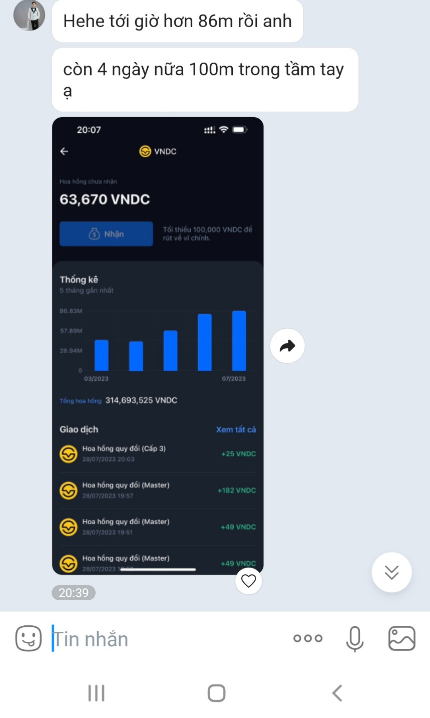 Hehe tới giờ hơn 86m rồi anh
còn 4 ngày nữa 100m trong tầm tay
ạ
20:07
VNDC
Hoa hồng chưa nhận
63,670 VNDC
Nhận
Tối thiểu 100,000 VNDC để
rút về ví chính.
Thống kê
5 tháng gần nhất
86.83M
57.89M
28.94M
0
03/2023
07/2023
Tổng hoa hồng 314,693,525 VNDC
Giao dịch
Xem tất cả
Hoa hồng quy đổi (Cấp 3)
28/07/2023 20:03
+25 VNDC
Hoa hồng quy đổi (Master)
28/07/2023 19:57
+182 VNDC
Hoa hồng quy đổi (Master)
28/07/2023 19:51
+49 VNDC
Hoa hồng quy đổi (Master)
28/07/2023
+49 VNDC
20:39
Tin nhắn